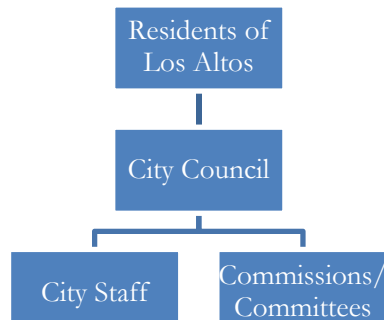 Residents of
Los Altos
City Council
City Staff
Commissions/
Committees